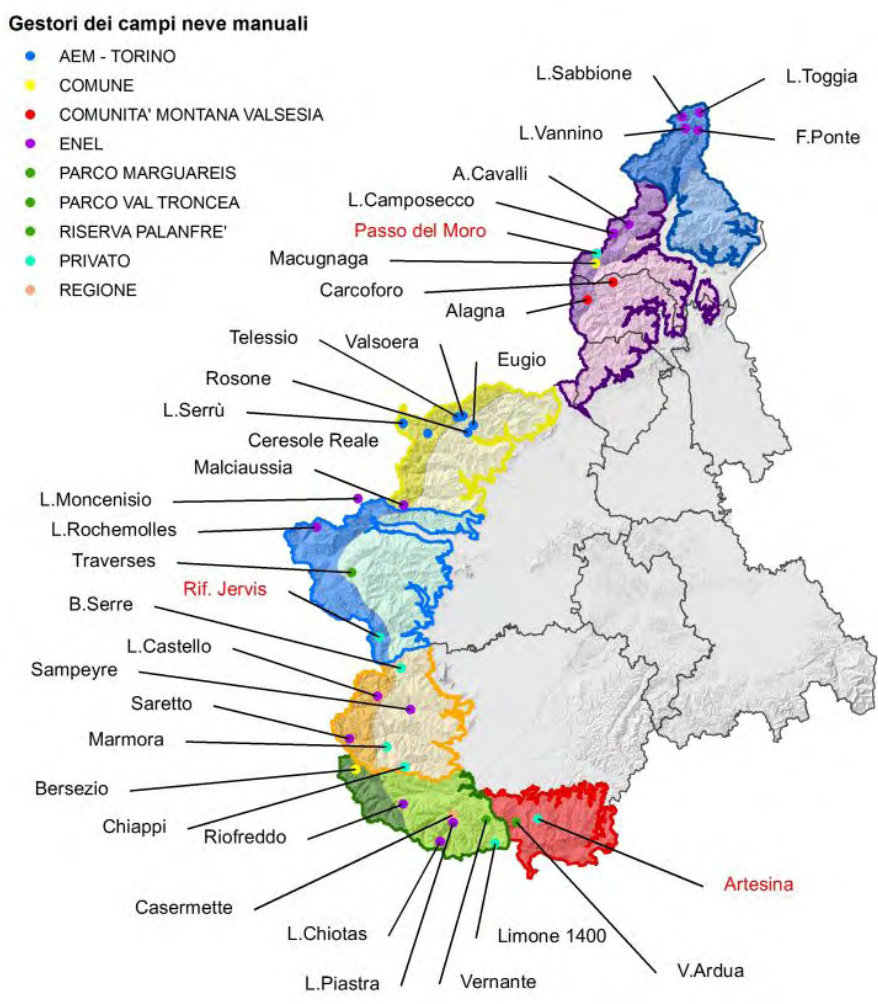 Gestori dei campi neve manuali
AEM - TORINO
COMUNE
COMUNITA' MONTANA VALSESIA
ENEL
PARCO MARGUAREIS
PARCO VAL TRONCEA
RISERVA PALANFRE'
PRIVATO
REGIONE
L.Sabbione
L.Toggia
L.Vannino
F.Ponte
A.Cavalli
L.Camposecco
Passo del Moro
Macugnaga
Carcoforo
Alagna
Telessio
Valsoera
Eugio
Rosone
L.Serrù
Ceresole Reale
Malciaussia
L.Moncenisio
L.Rochemolles
Traverses
Rif. Jervis
B.Serre
L.Castello
Sampeyre
Saretto
Marmora
Bersezio
Chiappi
Riofreddo
Artesina
Casermette
L.Chiotas
Limone 1400
L.Piastra
Vernante
V.Ardua